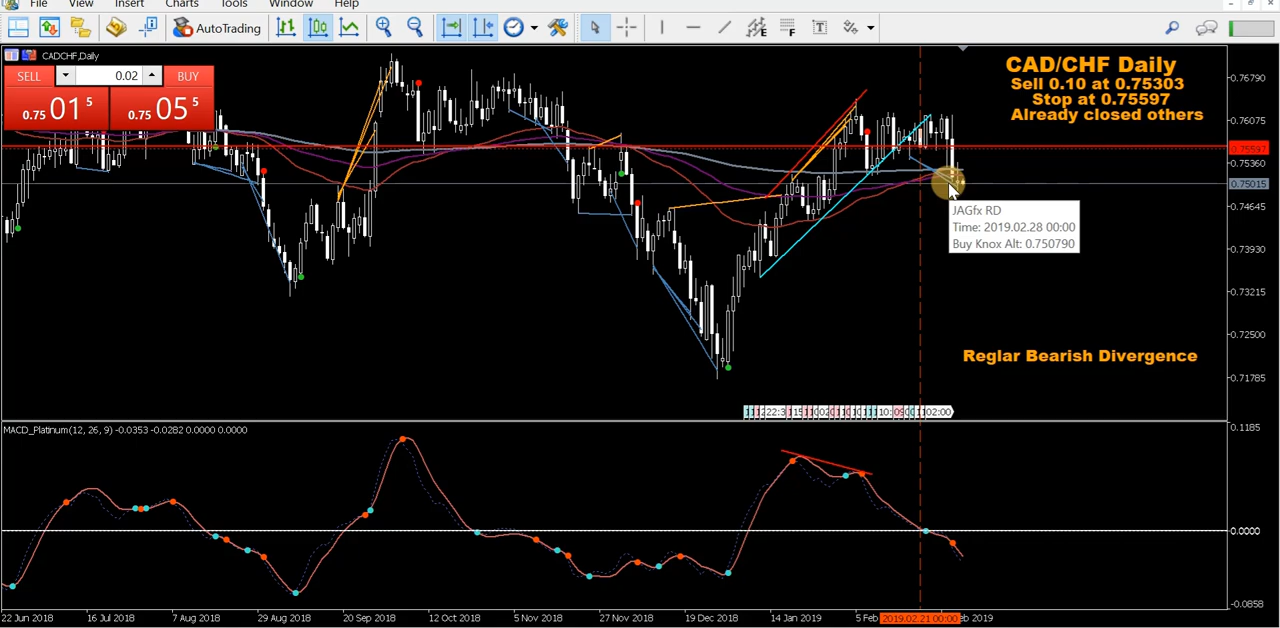 File View Insert Charts Tools Window Help
AutoTrading
CADCHF,Daily
SELL 0.02 BUY
0.75 01 5 0.75 05 5
CAD/CHF Daily
Sell 0.10 at 0.75303
Stop at 0.75597
Already closed others
0.76790
0.76075
0.75597
0.75360
0.75015
0.74645
0.73930
0.73215
0.72500
0.71785
JAGfx RD
Time: 2019.02.28 00:00
Buy Knox Alt: 0.750790
Reglar Bearish Divergence
MACD_Platinum(12, 26, 9) -0.0353 -0.0282 0.0000 0.0000
0.1185
0.0000
-0.0858
22 Jun 2018 16 Jul 2018 7 Aug 2018 29 Aug 2018 20 Sep 2018 12 Oct 2018 5 Nov 2018 27 Nov 2018 19 Dec 2018 14 Jan 2019 5 Feb 2019.02.21 00:00 eb 2019